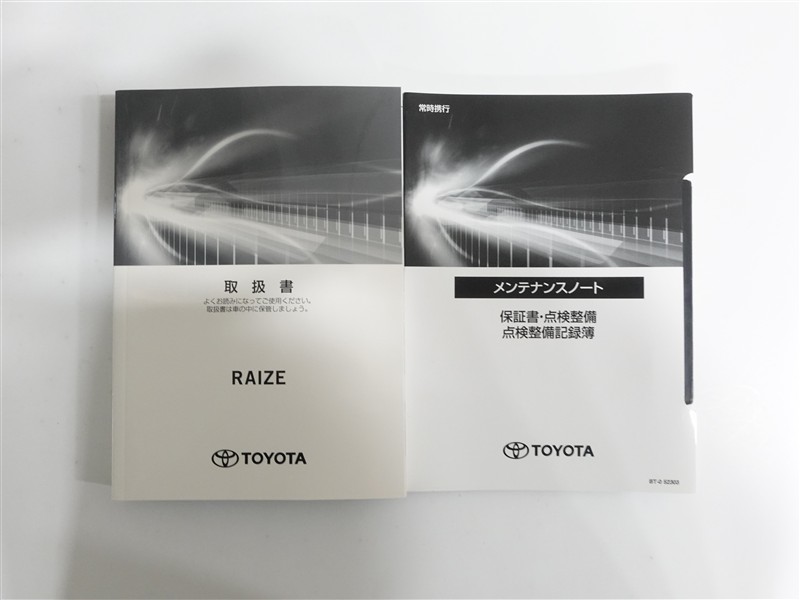 取扱書
よくお読みになってご使用ください。
取扱書は車の中に保管しましょう。
RAIZE
TOYOTA
常時携行
メンテナンスノート
保証書・点検整備
点検整備記録簿
TOYOTA